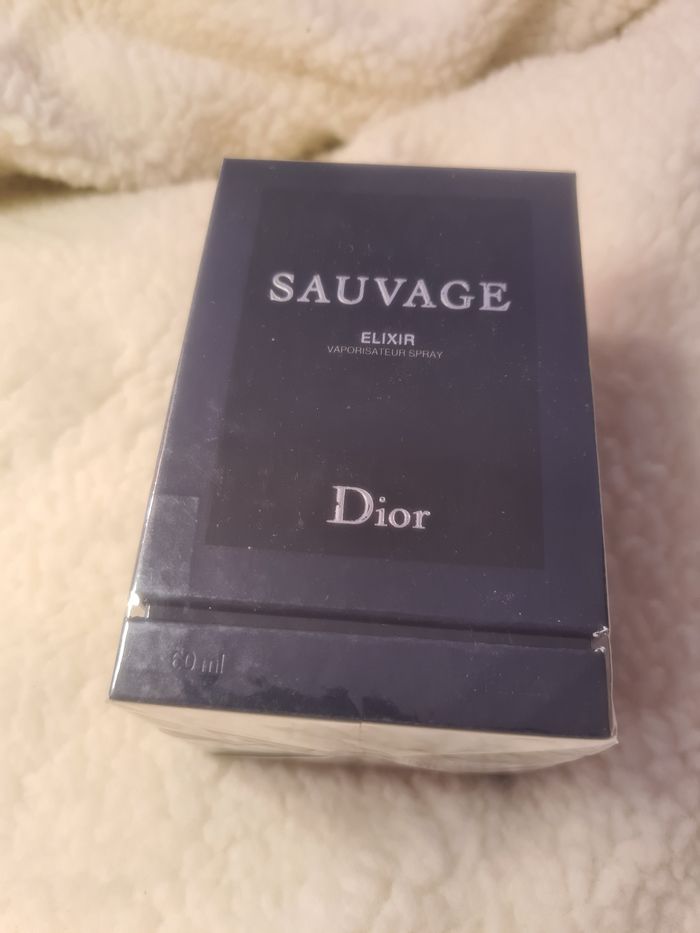 SAUVAGE
ELIXIR
VAPORISATEUR SPRAY
Dior
60 ml